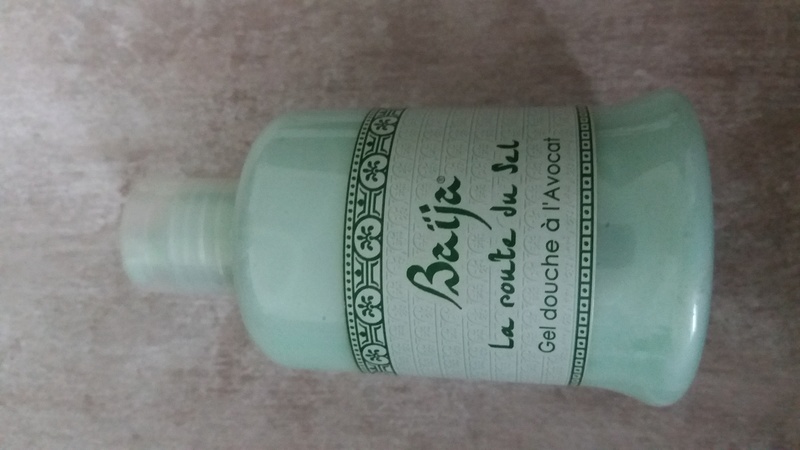 Baïja®
La route du Sel
Gel douche à l'Avocat